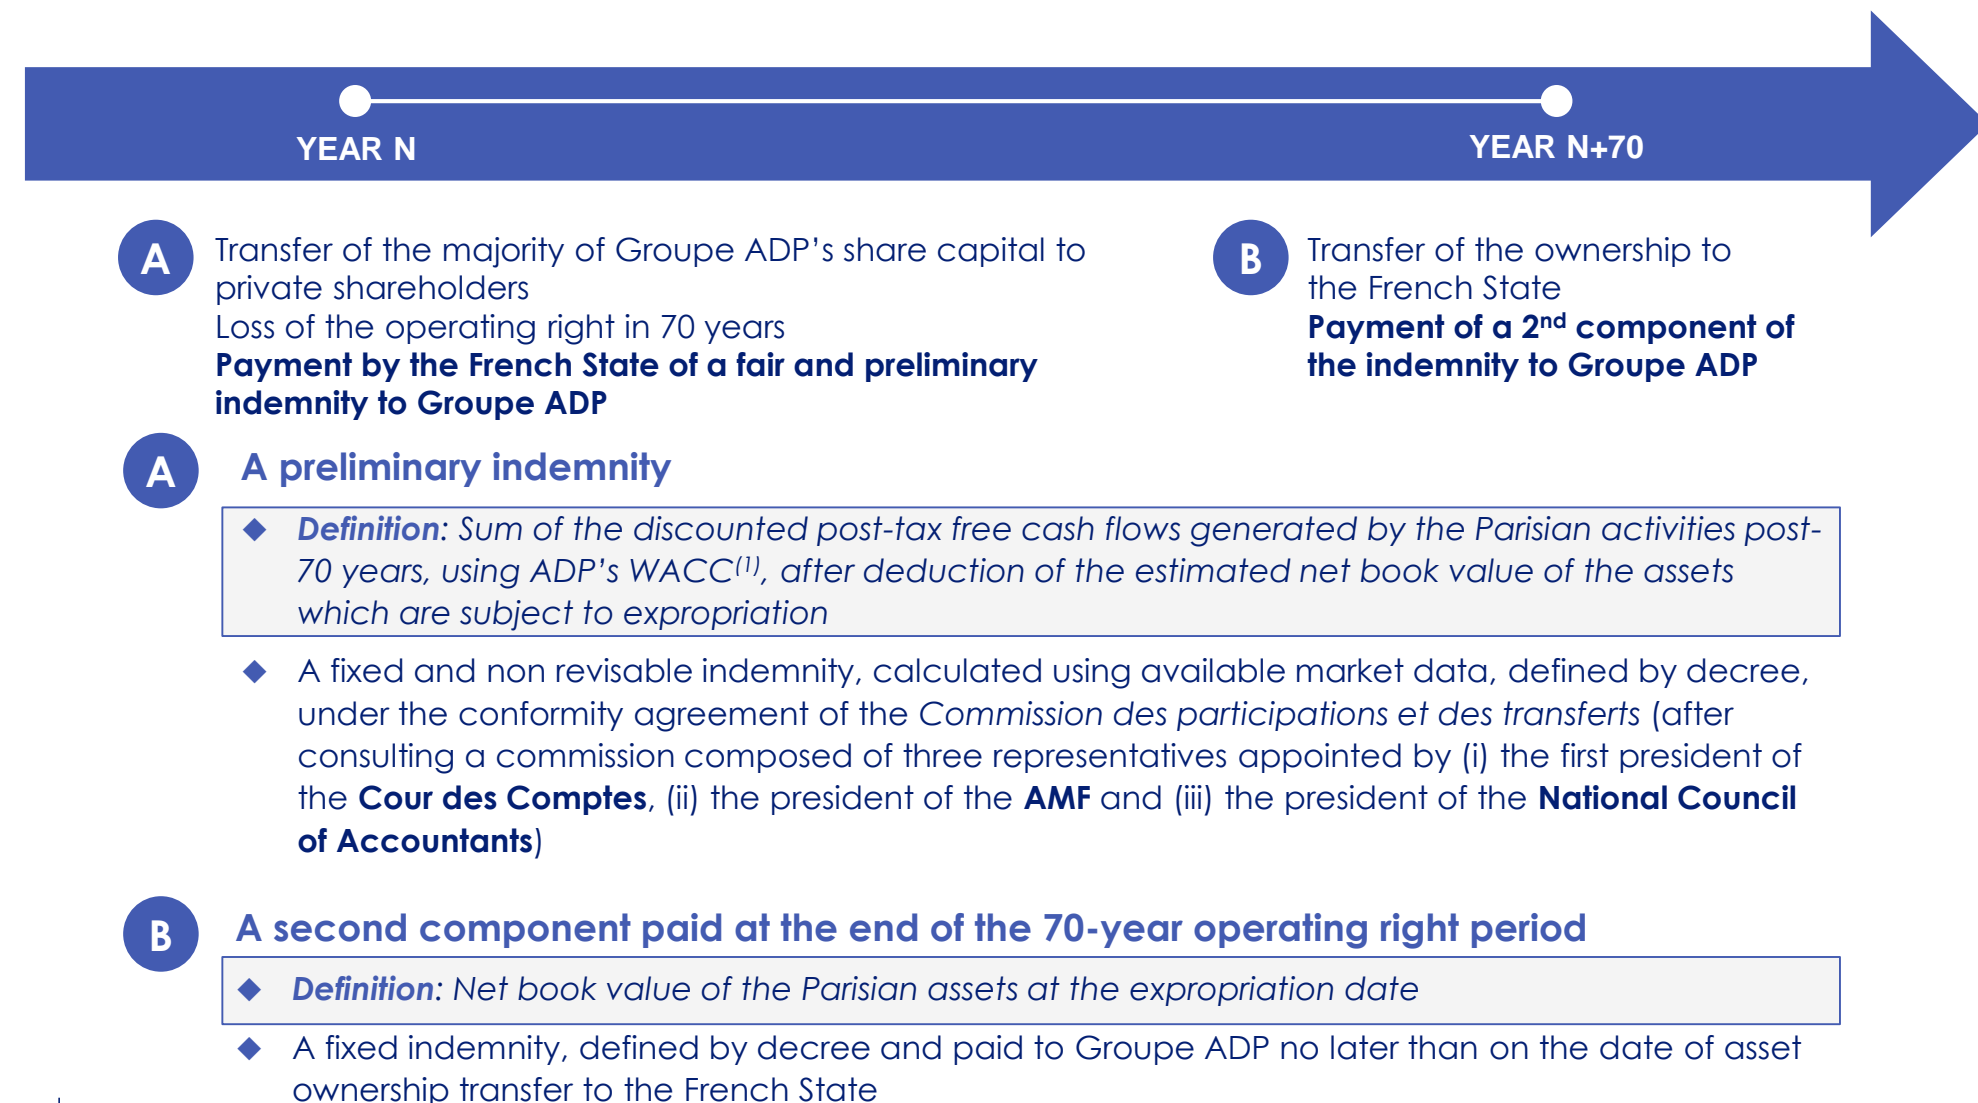 YEAR N
YEAR N+70
A
Transfer of the majority of Groupe ADP’s share capital to
private shareholders
Loss of the operating right in 70 years
Payment by the French State of a fair and preliminary
indemnity to Groupe ADP
B
Transfer of the ownership to
the French State
Payment of a 2nd component of
the indemnity to Groupe ADP
A
A preliminary indemnity
◆ Definition: Sum of the discounted post-tax free cash flows generated by the Parisian activities post-
70 years, using ADP’s WACC(1), after deduction of the estimated net book value of the assets
which are subject to expropriation
◆ A fixed and non revisable indemnity, calculated using available market data, defined by decree,
under the conformity agreement of the Commission des participations et des transferts (after
consulting a commission composed of three representatives appointed by (i) the first president of
the Cour des Comptes, (ii) the president of the AMF and (iii) the president of the National Council
of Accountants)
B
A second component paid at the end of the 70-year operating right period
◆ Definition: Net book value of the Parisian assets at the expropriation date
◆ A fixed indemnity, defined by decree and paid to Groupe ADP no later than on the date of asset
ownership transfer to the French State